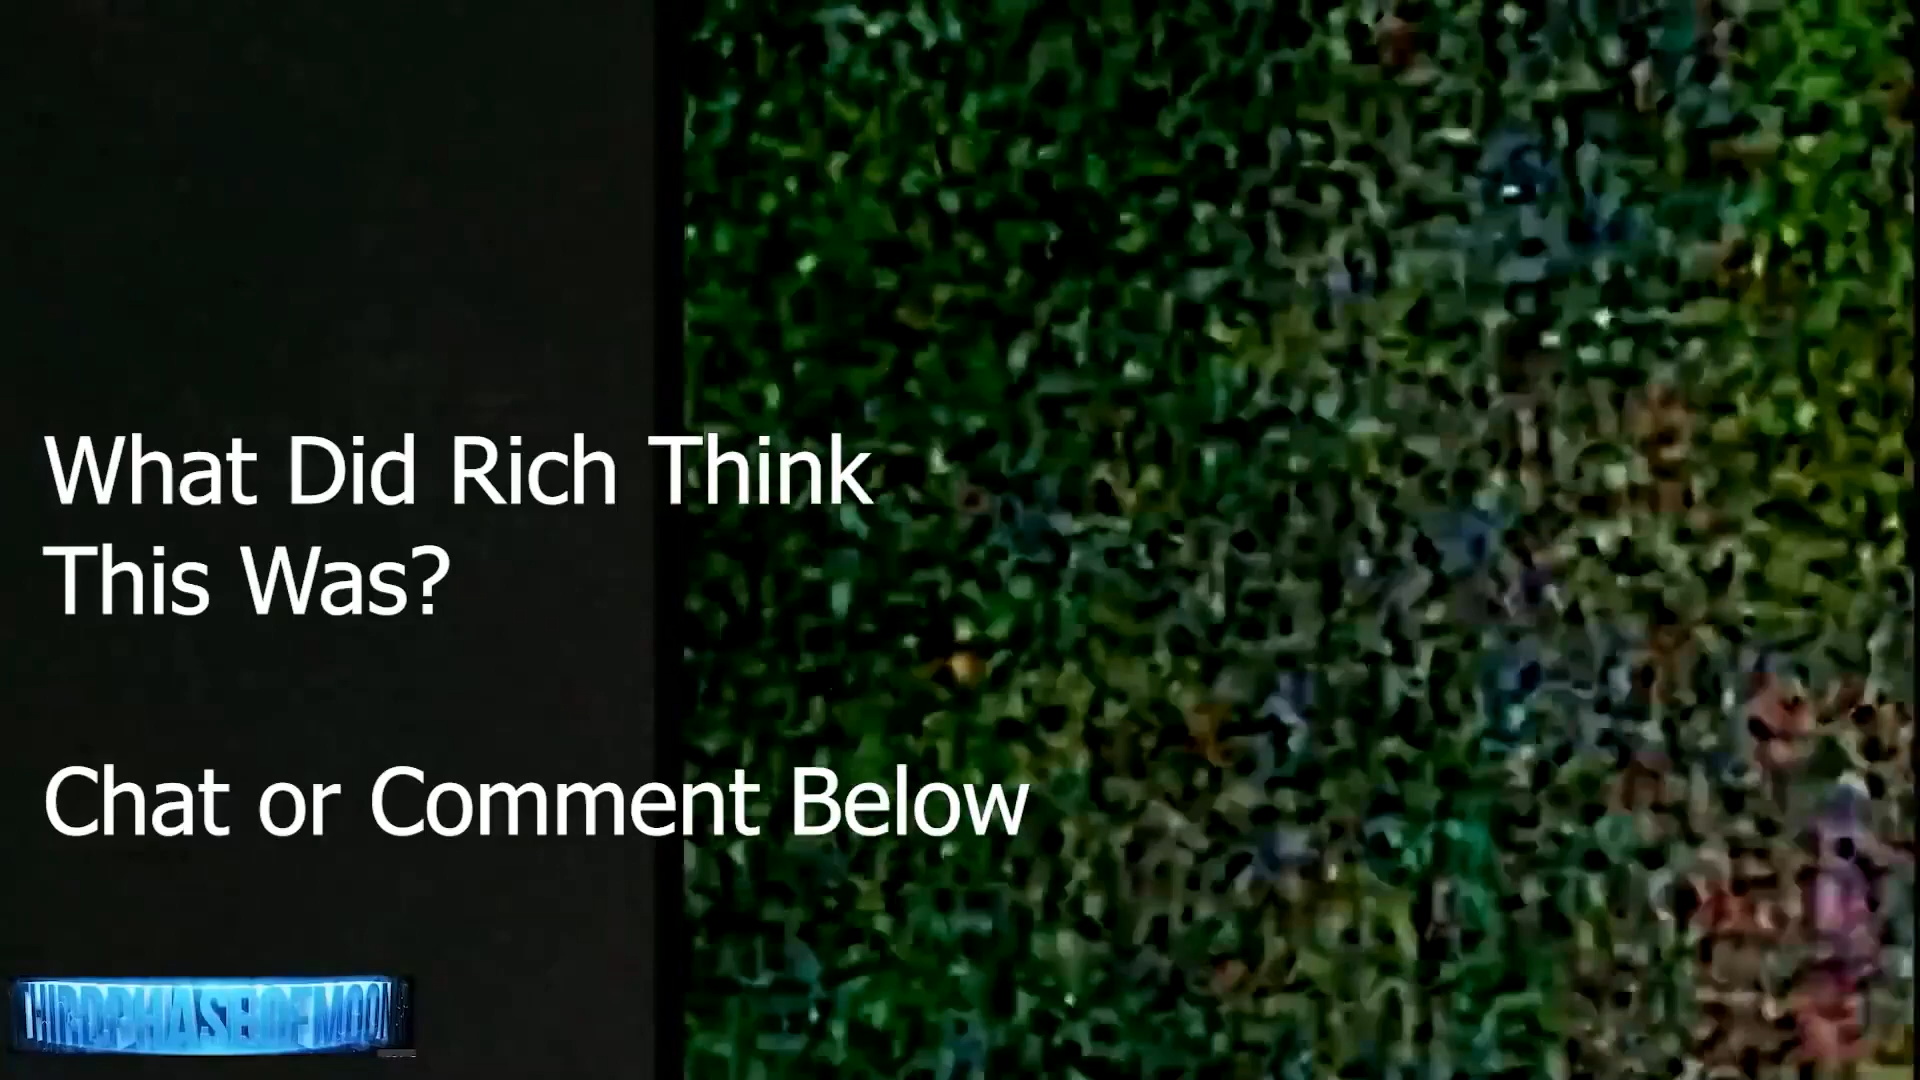 What Did Rich Think
This Was?
Chat or Comment Below
THIRDPHASEOFMOON